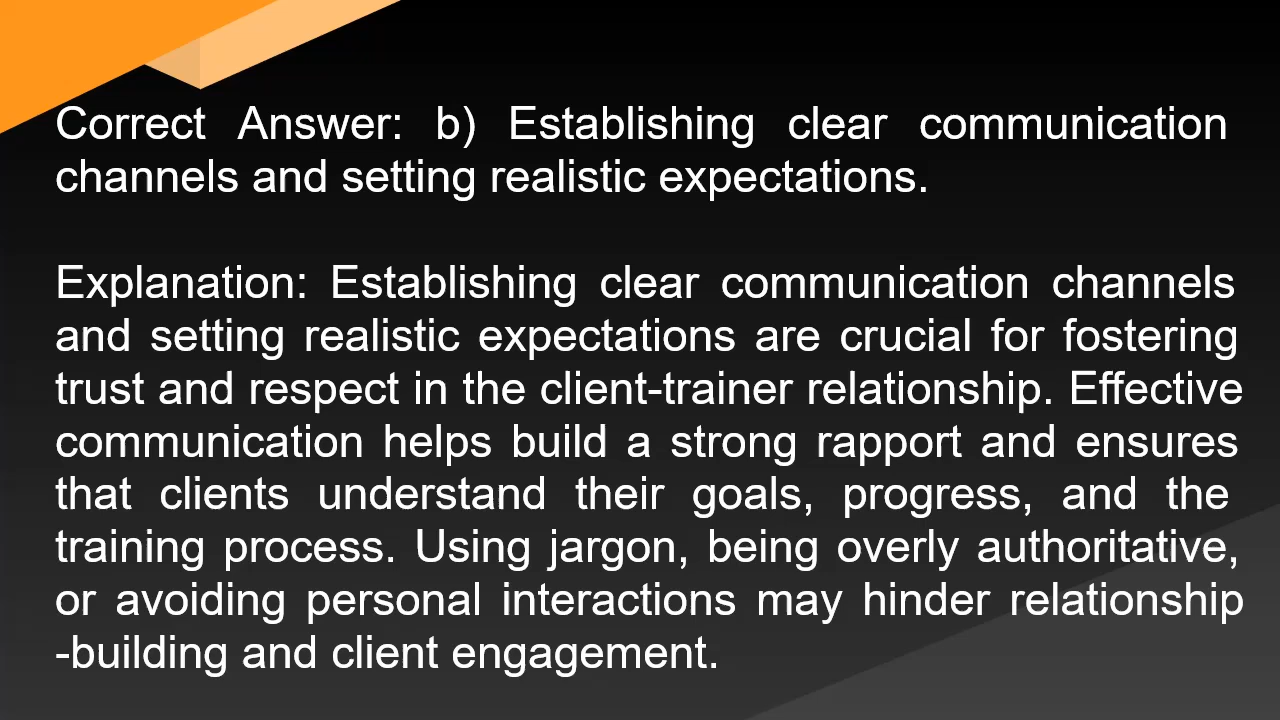 Correct Answer: b) Establishing clear communication
channels and setting realistic expectations.
Explanation: Establishing clear communication channels
and setting realistic expectations are crucial for fostering
trust and respect in the client-trainer relationship. Effective
communication helps build a strong rapport and ensures
that clients understand their goals, progress, and the
training process. Using jargon, being overly authoritative,
or avoiding personal interactions may hinder relationship
-building and client engagement.